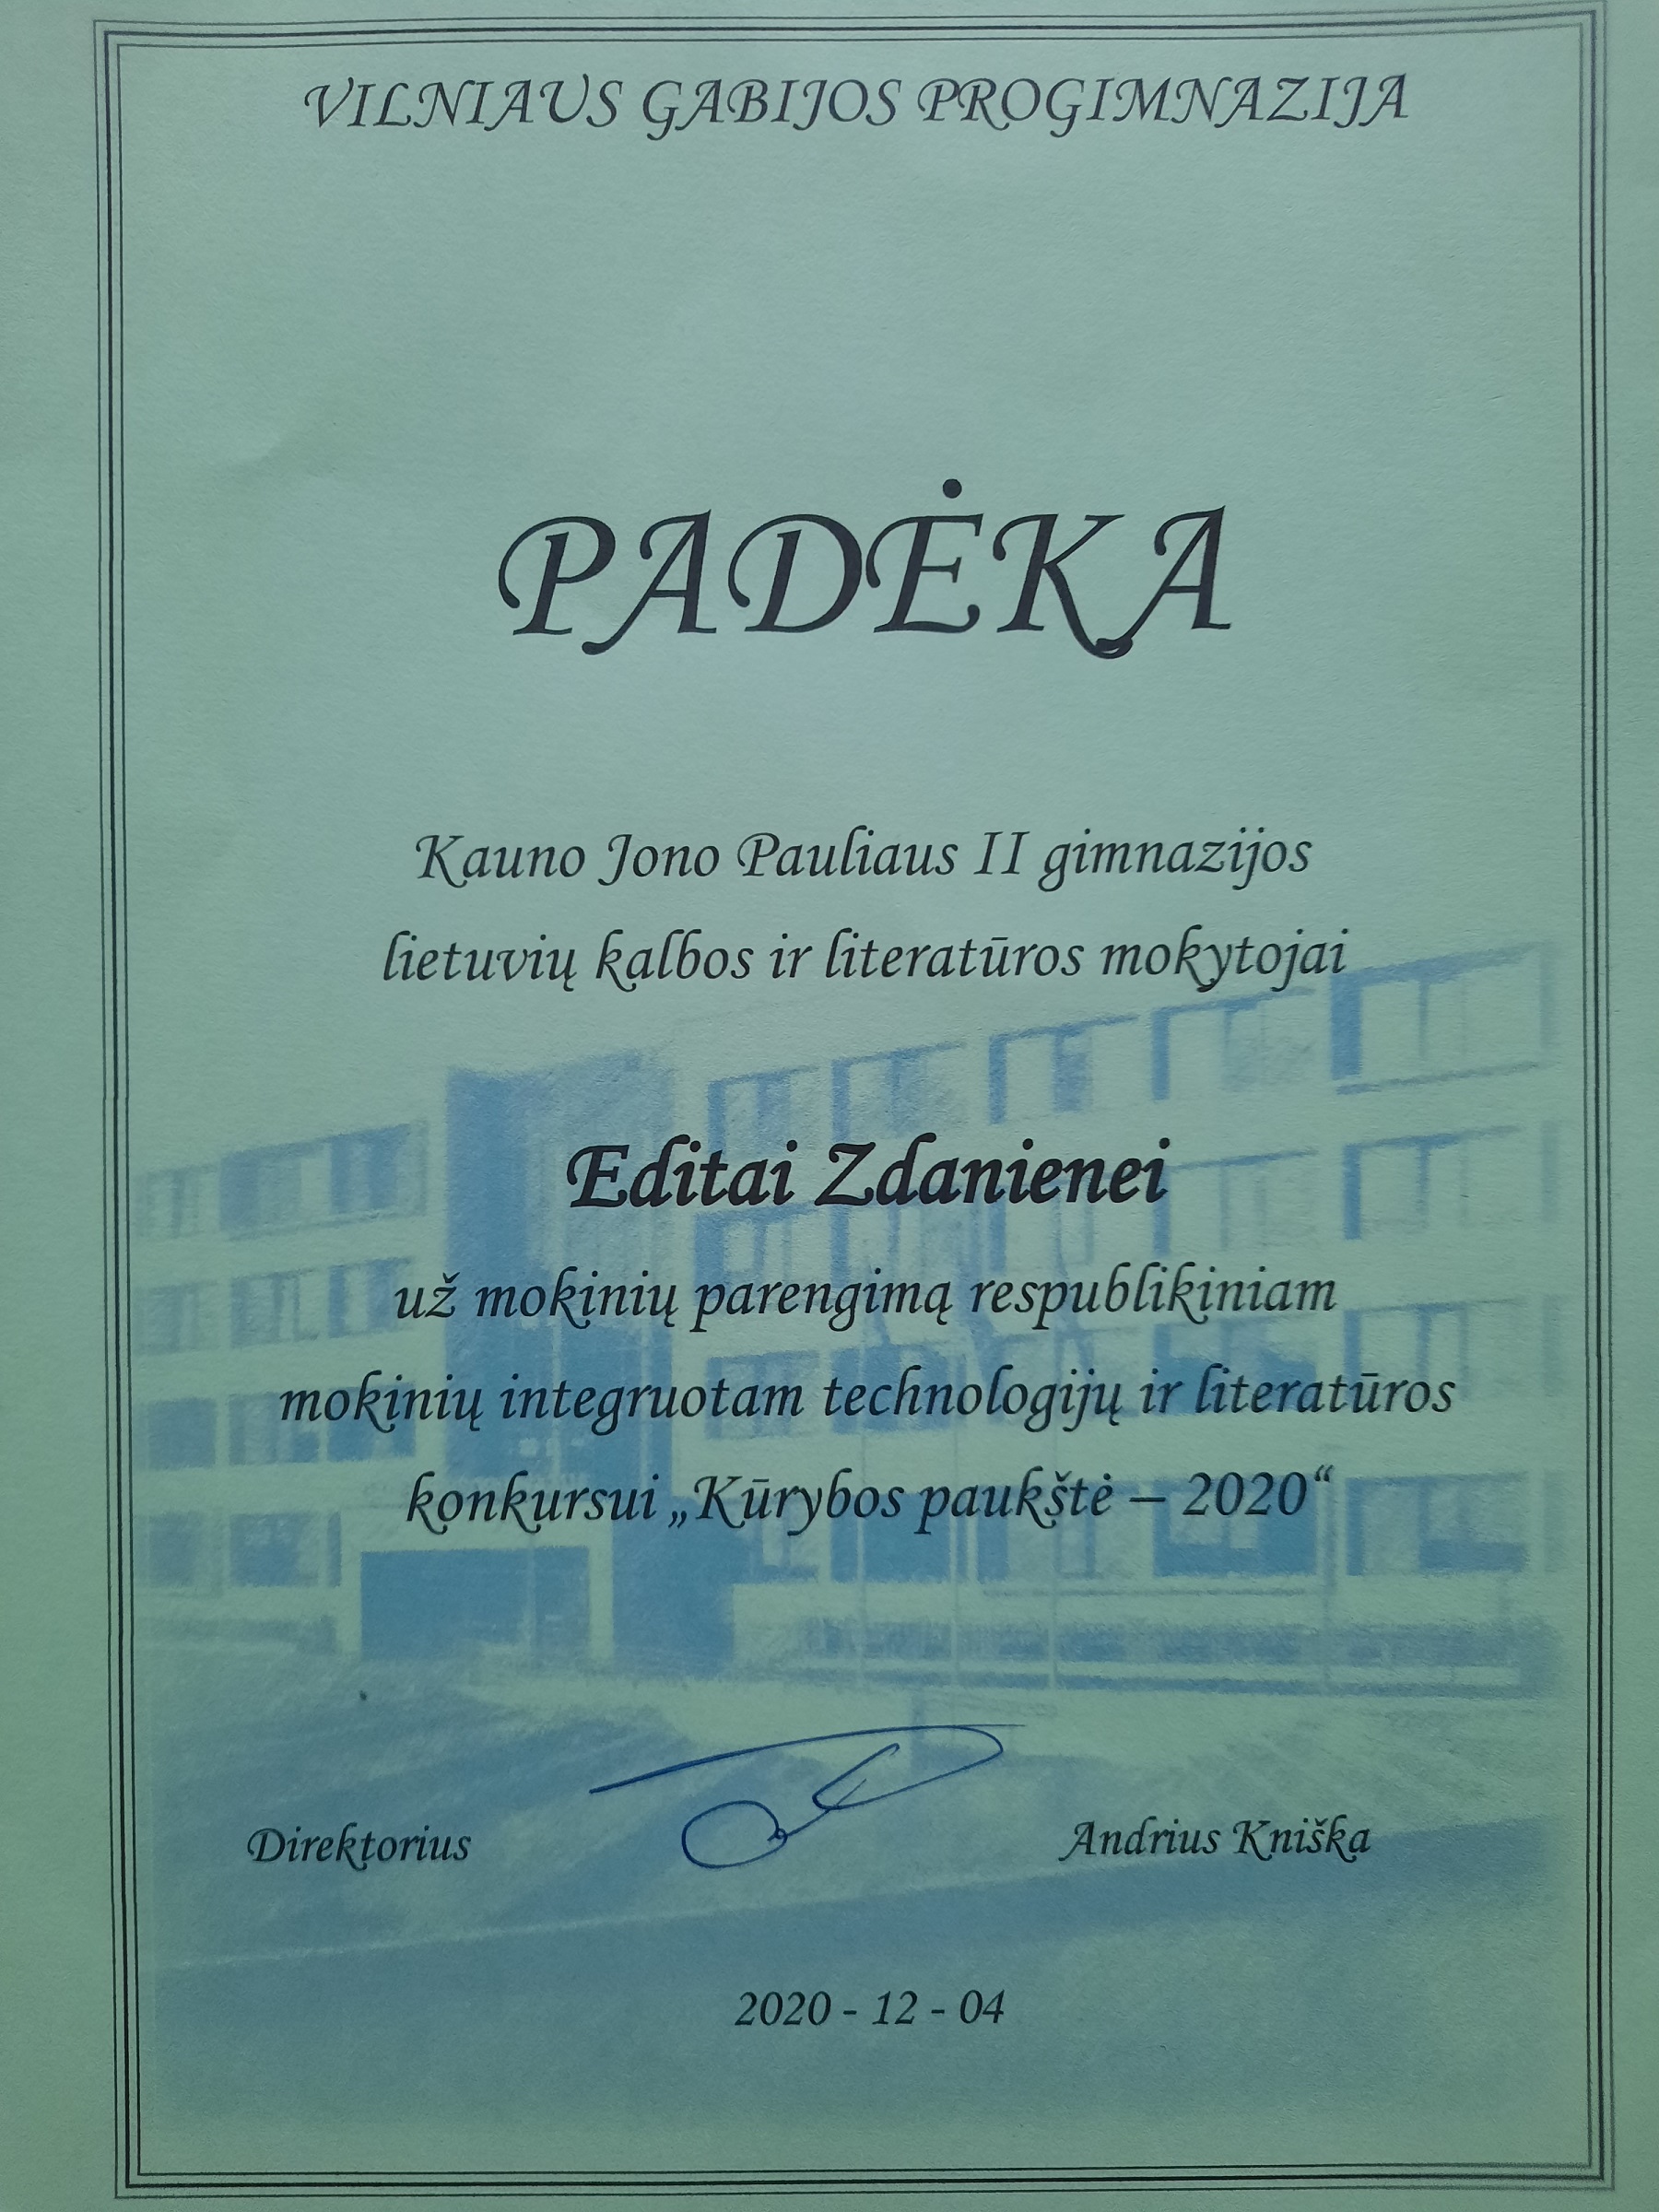 VILNIAUS GABIJOS PROGIMNAZIJA
PADĖKA
Kauno Jono Pauliaus II gimnazijos
lietuvių kalbos ir literatūros mokytojai
Editai Zdanienei
už mokinių parengimą respublikiniam
mokinių integruotam technologijų ir literatūros
konkursui „Kūrybos paukštė – 2020“
Direktorius
Andrius Kniška
2020 - 12 - 04